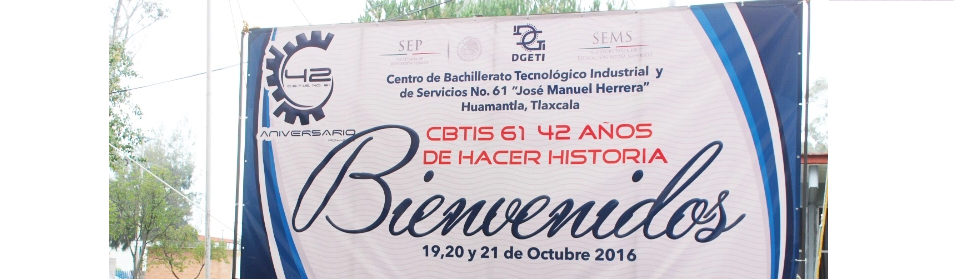 SEP
DGETI
SEMS
42
ANIVERSARIO
Centro de Bachillerato Tecnológico Industrial y
de Servicios No. 61 "José Manuel Herrera"
Huamantla, Tlaxcala
CBTIS 61 42 AÑOS
DE HACER HISTORIA
Bienvenidos
19,20 y 21 de Octubre 2016